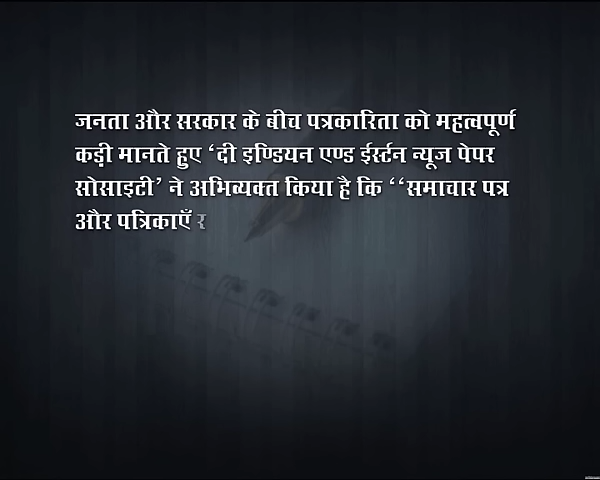 जनता और सरकार के बीच पत्रकारिता को महत्वपूर्ण
कड़ी मानते हुए ‘दी इण्डियन एण्ड ईर्स्टन न्यूज पेपर
सोसाइटी’ ने अभिव्यक्त किया है कि ‘‘समाचार पत्र
और पत्रिकाएँ र